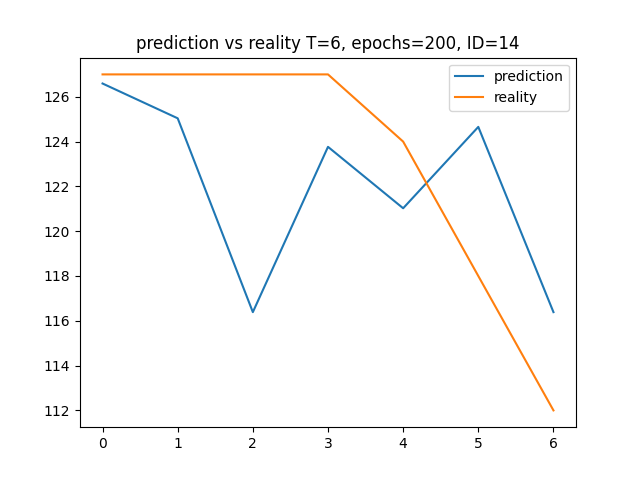 prediction vs reality T=6, epochs=200, ID=14
prediction
reality
126
124
122
120
118
116
114
112
0 1 2 3 4 5 6